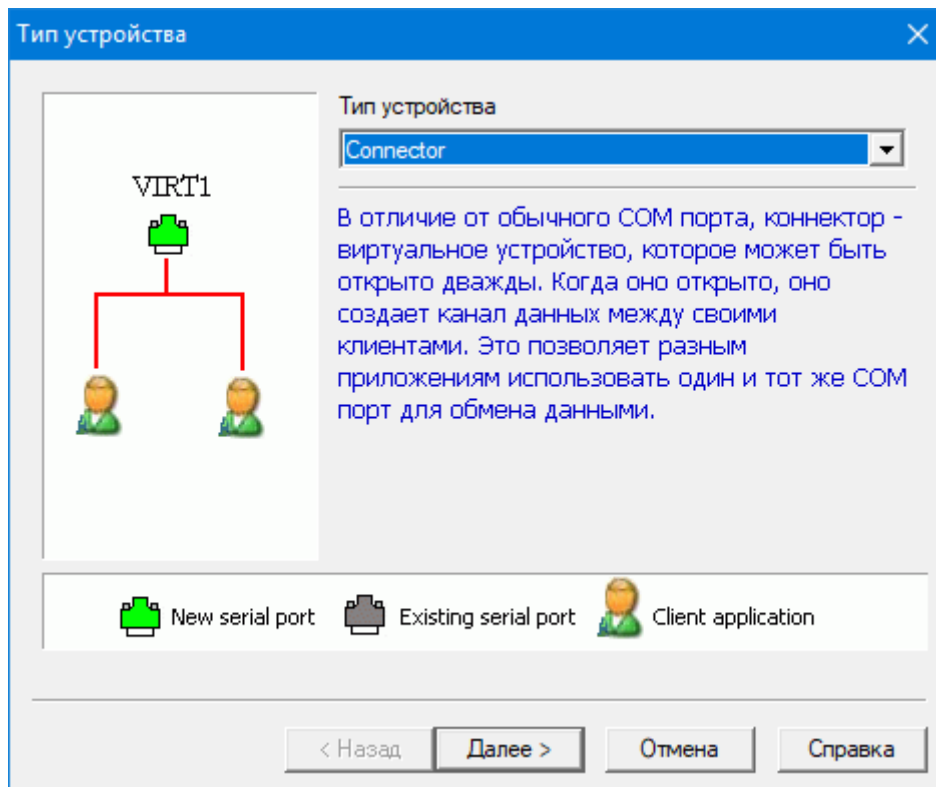 Тип устройства
Тип устройства
Connector
VIRT1
В отличие от обычного COM порта, коннектор -
виртуальное устройство, которое может быть
открыто дважды. Когда оно открыто, оно
создает канал данных между своими
клиентами. Это позволяет разным
приложениям использовать один и тот же COM
порт для обмена данными.
New serial port Existing serial port Client application
< Назад Далее > Отмена Справка